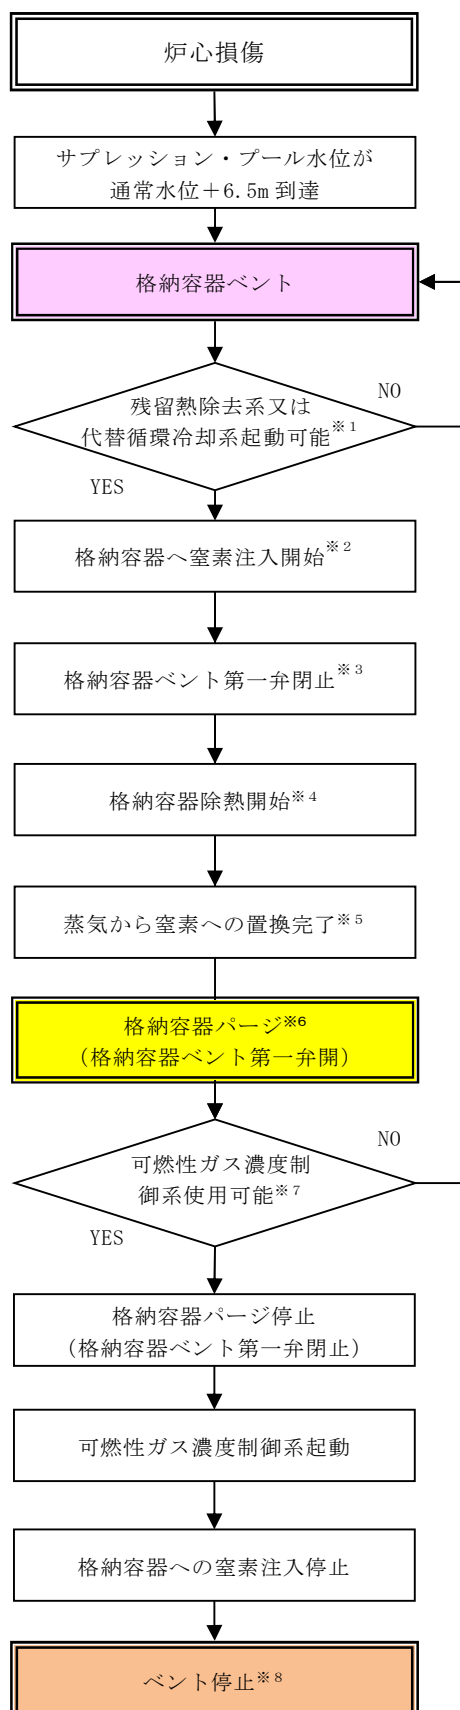 炉心損傷
サプレッション・プール水位が
通常水位＋6.5m 到達
格納容器ベント
残留熱除去系又は
代替循環冷却系起動可能※１
NO
YES
格納容器へ窒素注入開始※２
格納容器ベント第一弁閉止※３
格納容器除熱開始※４
蒸気から窒素への置換完了※５
格納容器パージ※6
（格納容器ベント第一弁開）
可燃性ガス濃度制
御系使用可能※７
NO
YES
格納容器パージ停止
（格納容器ベント第一弁閉止）
可燃性ガス濃度制御系起動
格納容器への窒素注入停止
ベント停止※８